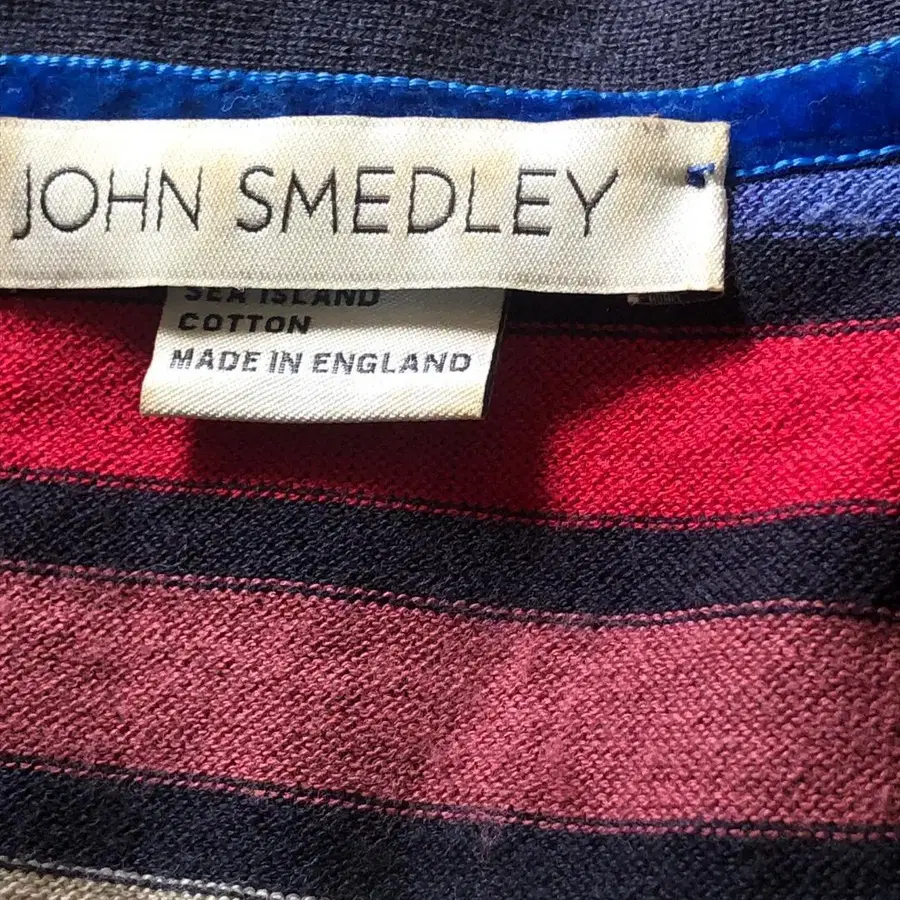 JOHN SMEDLEY
SEA ISLAND
COTTON
MADE IN ENGLAND